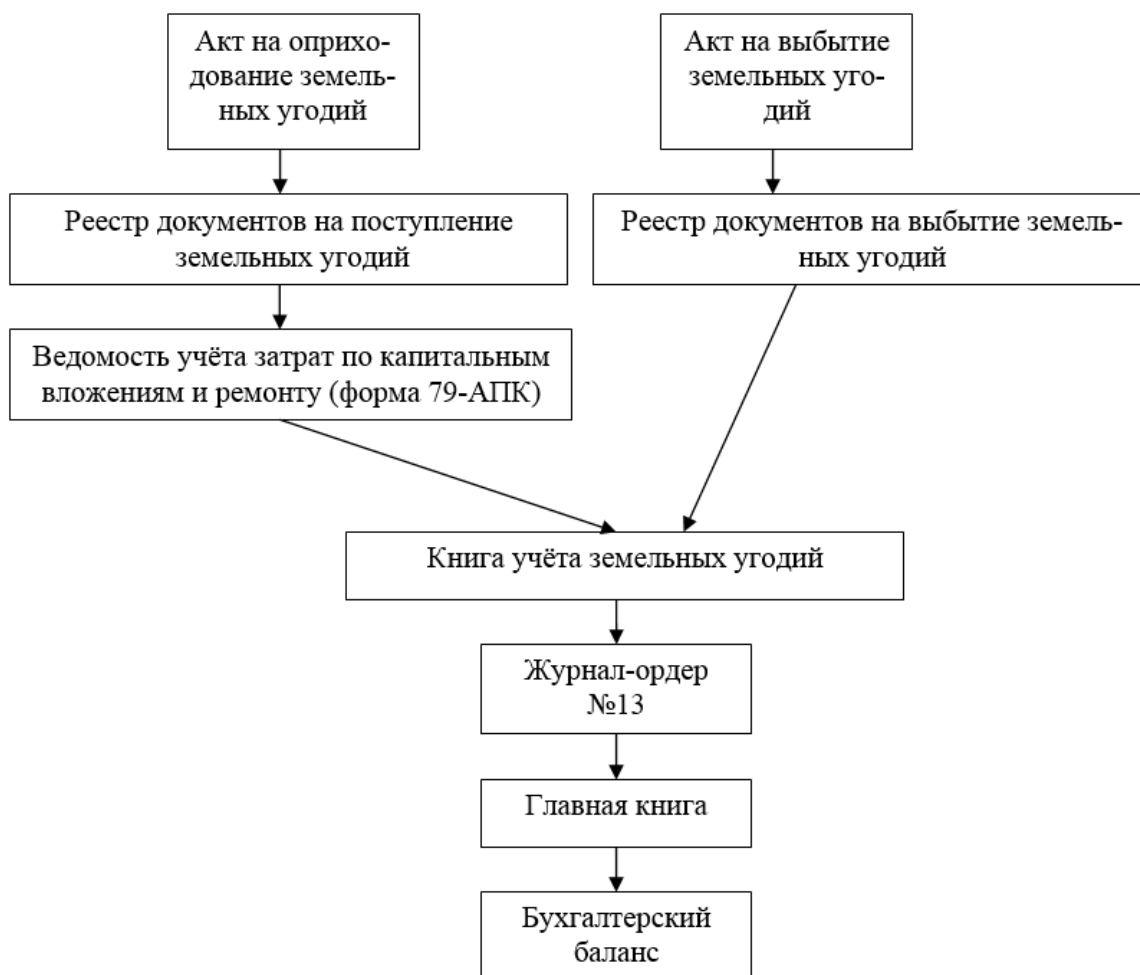 Акт на оприхо-
дование земель-
ных угодий
Акт на выбытие
земельных уго-
дий
Реестр документов на поступление
земельных угодий
Реестр документов на выбытие земель-
ных угодий
Ведомость учёта затрат по капитальным
вложениям и ремонту (форма 79-АПК)
Книга учёта земельных угодий
Журнал-ордер
№13
Главная книга
Бухгалтерский
баланс